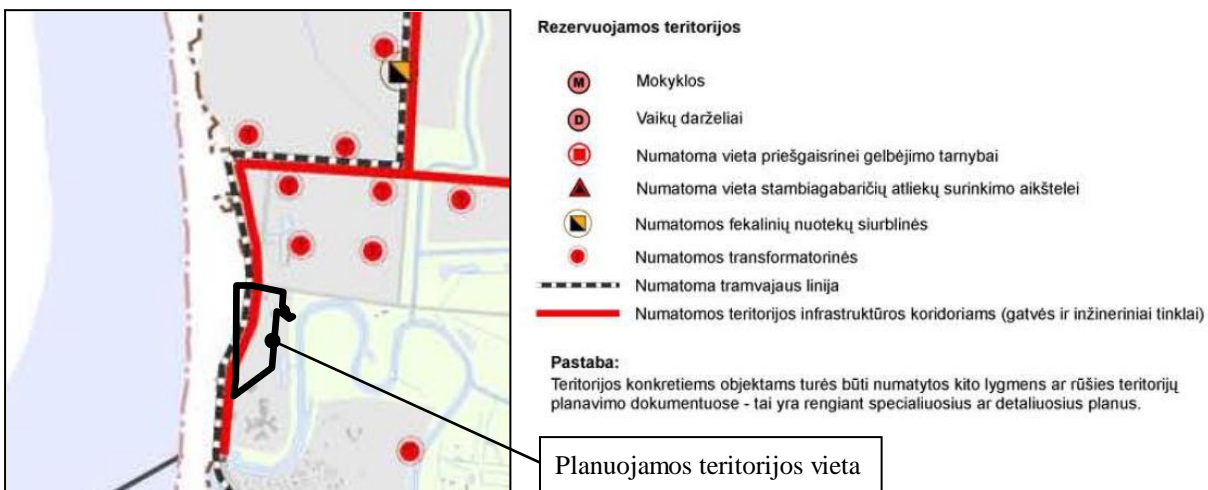 Rezervuojamos teritorijos
M Mokyklos
D Vaikų darželiai
Numatoma vieta priešgaisrinei gelbėjimo tarnybai
Numatoma vieta stambiagabaričių atliekų surinkimo aikštelei
Numatomos fekalinių nuotekų siurblinės
Numatomos transformatorinės
Numatoma tramvajaus linija
Numatomos teritorijos infrastruktūros koridoriams (gatvės ir inžineriniai tinklai)
Pastaba:
Teritorijos konkretiems objektams turės būti numatytos kito lygmens ar rūšies teritorijų
planavimo dokumentuose - tai yra rengiant specialiuosius ar detaliuosius planus.
Planuojamos teritorijos vieta